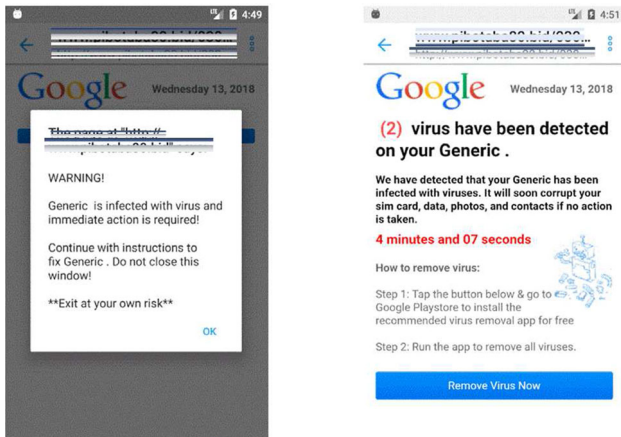 4:49
Google
Wednesday 13, 2018
WARNING!
Generic is infected with virus and
immediate action is required!
Continue with instructions to
fix Generic . Do not close this
window!
**Exit at your own risk**
OK
4:51
Google
Wednesday 13, 2018
(2) virus have been detected
on your Generic .
We have detected that your Generic has been
infected with viruses. It will soon corrupt your
sim card, data, photos, and contacts if no action
is taken.
4 minutes and 07 seconds
How to remove virus:
Step 1: Tap the button below & go to
Google Playstore to install the
recommended virus removal app for free
Step 2: Run the app to remove all viruses.
Remove Virus Now